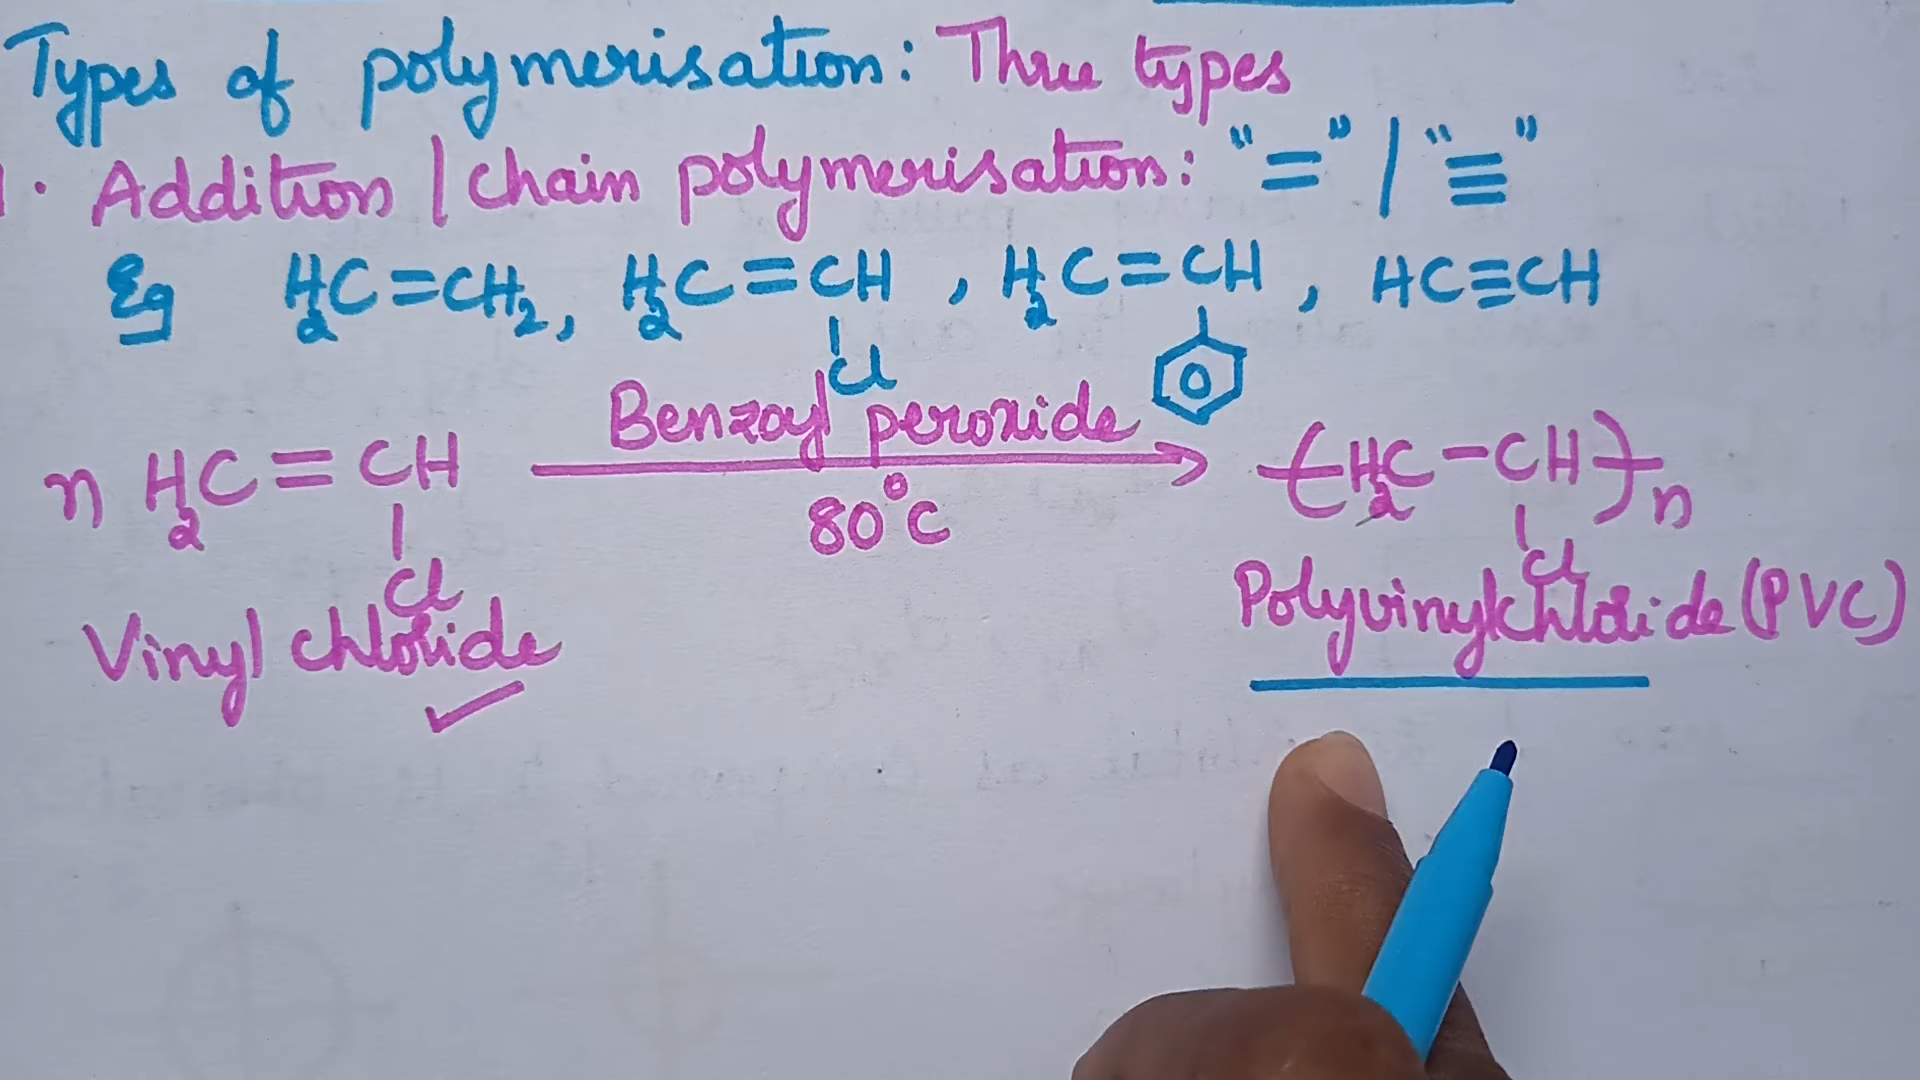 Types of polymerisation: Three types
1. Addition / chain polymerisation: "=" / "≡"
Eg H₂C=CH₂, H₂C=CH, H₂C=CH, HC≡CH
Cl
Benzoyl peroxide
n H₂C=CH → -(H₂C-CH)-n
80°C
Cl Cl
Vinyl chloride Polyvinylchloride (PVC)